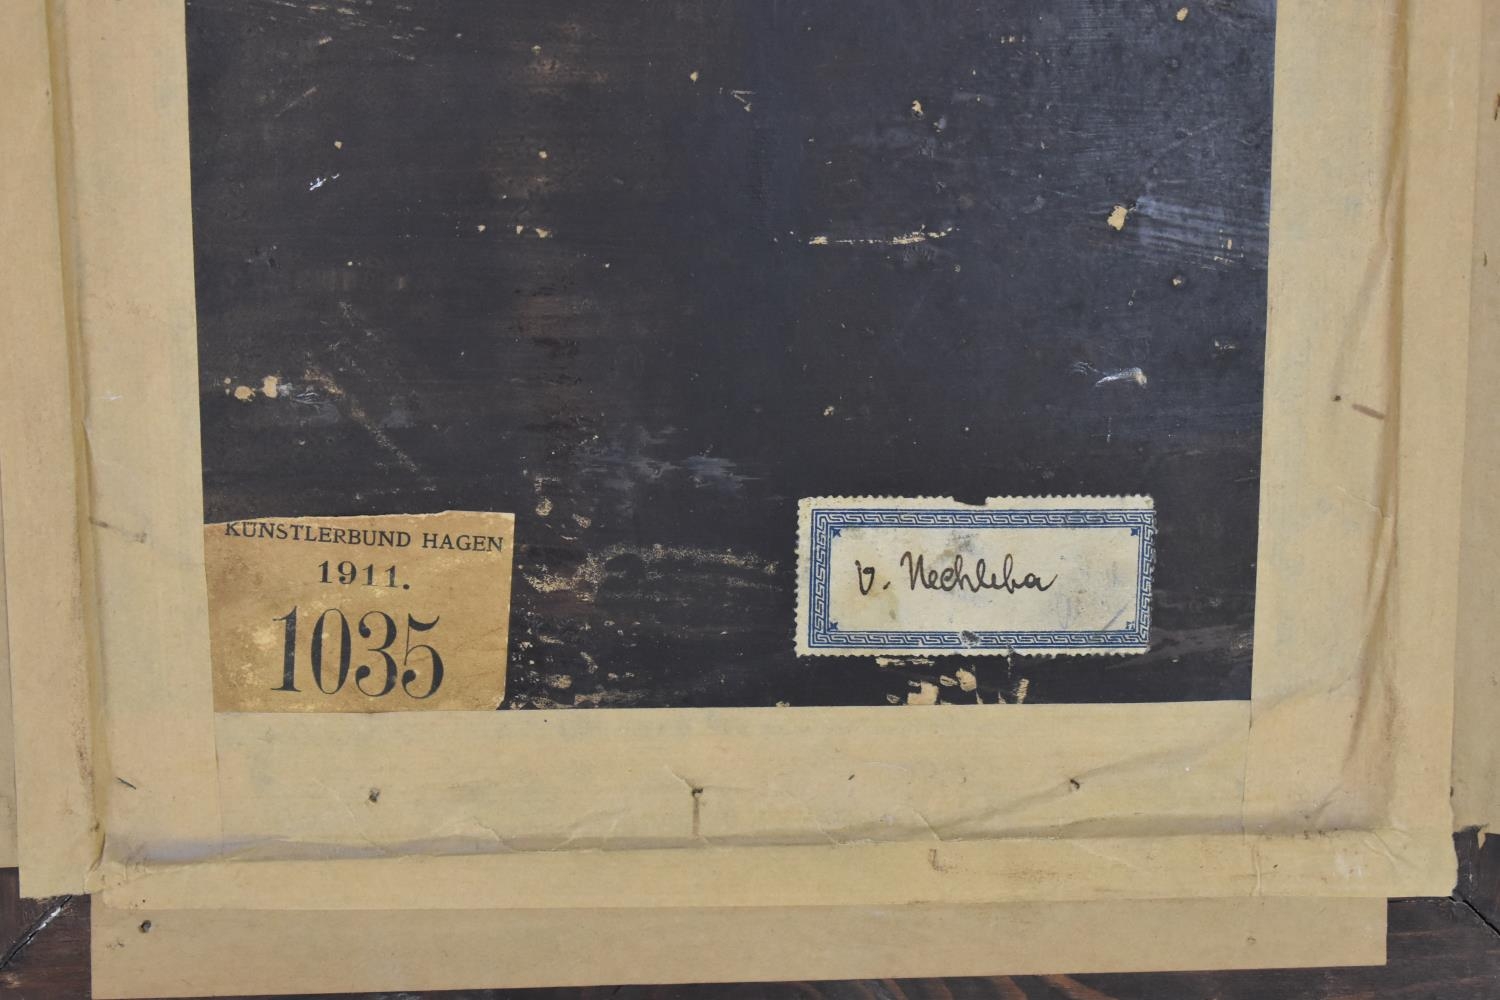 KÜNSTLERBUND HAGEN
1911.
1035
v. Nechleba